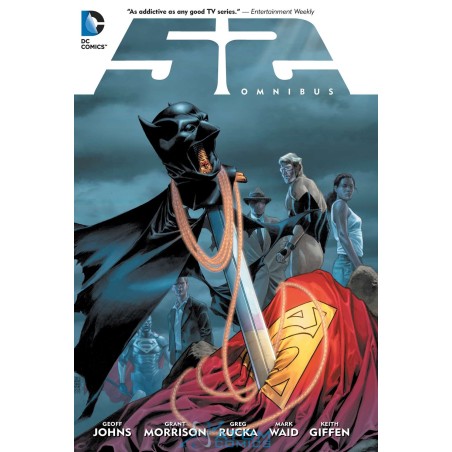 "As addictive as any good TV series." —Entertainment Weekly
DC COMICS™
52
OMNIBUS
GEOFF JOHNS
GRANT MORRISON
GREG RUCKA
MARK WAID
KEITH GIFFEN